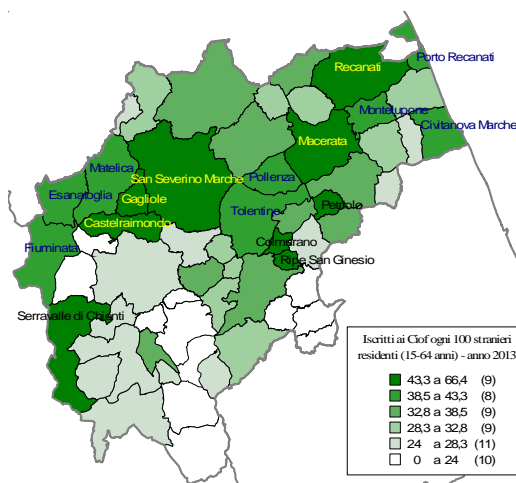 Recanati
Porto Recanati
Montelupone
Civitanova Marche
Macerata
Matelica
San Severino Marche
Pollenza
Esanatoglia
Gagliole
Petriolo
Tolentino
Castelraimondo
Fiuminata
Colmurano
Ripe San Ginesio
Serravalle di Chienti
Iscritti ai Ciof ogni 100 stranieri
residenti (15-64 anni) - anno 2013
43,3 a 66,4 (9)
38,5 a 43,3 (8)
32,8 a 38,5 (9)
28,3 a 32,8 (9)
24 a 28,3 (11)
0 a 24 (10)